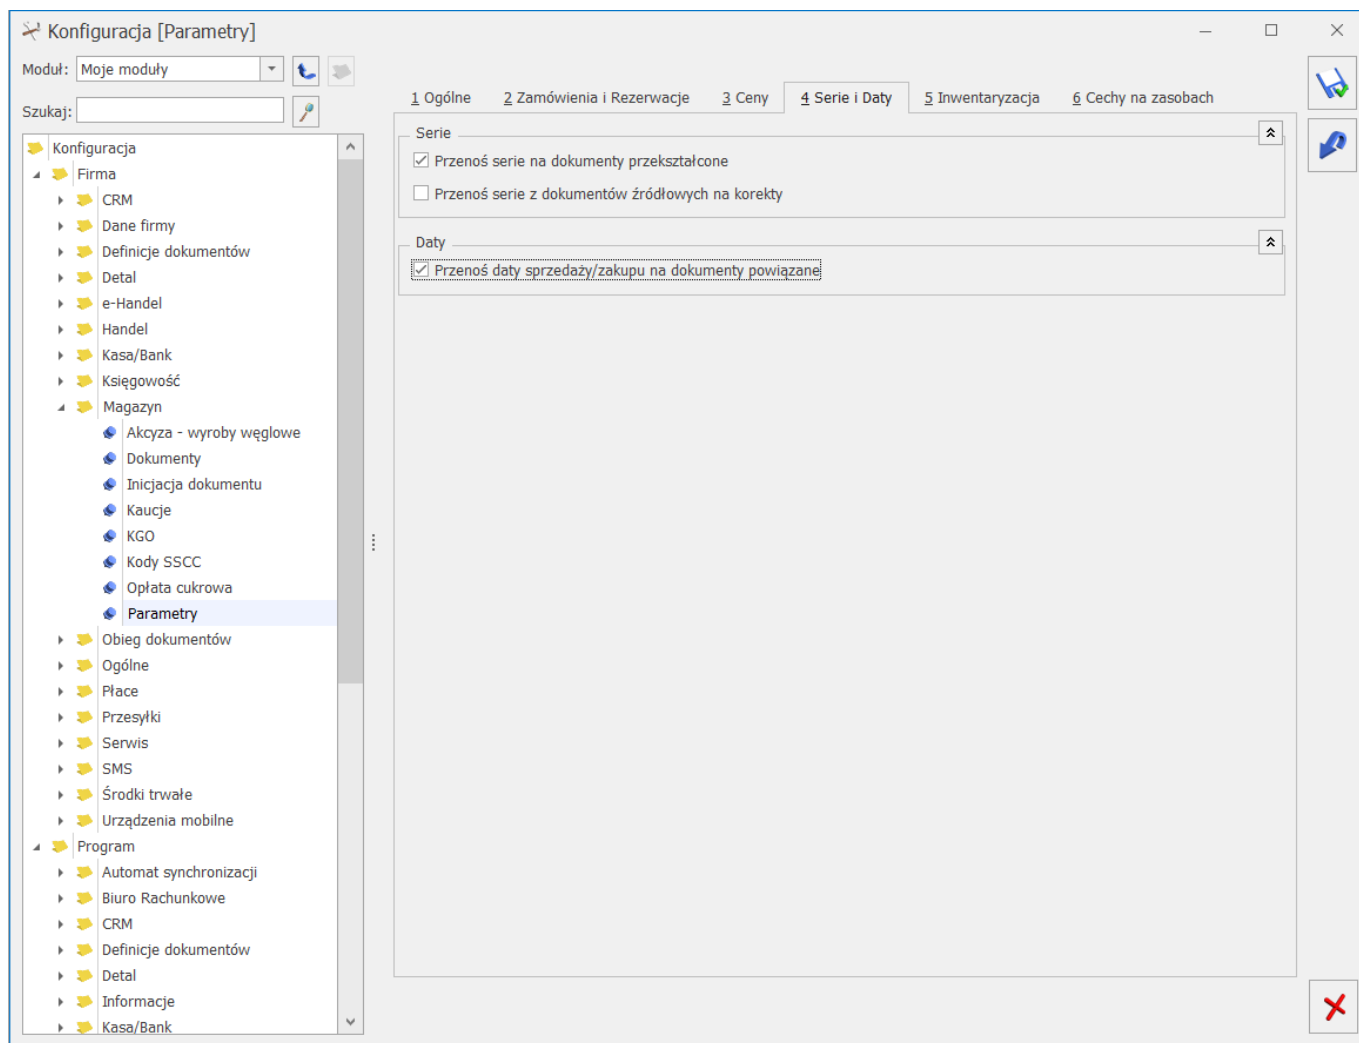 Konfiguracja [Parametry]
Moduł: Moje moduły
Szukaj:
Konfiguracja
Firma
CRM
Dane firmy
Definicje dokumentów
Detal
e-Handel
Handel
Kasa/Bank
Księgowość
Magazyn
Akcyza - wyroby węglowe
Dokumenty
Inicjacja dokumentu
Kaucje
KGO
Kody SSCC
Opłata cukrowa
Parametry
Obieg dokumentów
Ogólne
Płace
Przesyłki
Serwis
SMS
Środki trwałe
Urządzenia mobilne
Program
Automat synchronizacji
Biuro Rachunkowe
CRM
Definicje dokumentów
Detal
Informacje
Kasa/Bank
1 Ogólne 2 Zamówienia i Rezerwacje 3 Ceny 4 Serie i Daty 5 Inwentaryzacja 6 Cechy na zasobach
Serie
Przenoś serie na dokumenty przekształcone
Przenoś serie z dokumentów źródłowych na korekty
Daty
Przenoś daty sprzedaży/zakupu na dokumenty powiązane